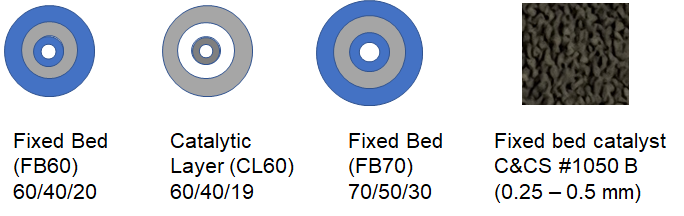 Fixed Bed
(FB60)
60/40/20
Catalytic
Layer (CL60)
60/40/19
Fixed Bed
(FB70)
70/50/30
Fixed bed catalyst
C&CS #1050 B
(0.25 – 0.5 mm)